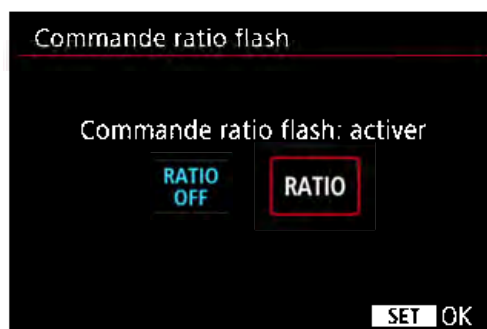 Commande ratio flash
Commande ratio flash: activer
RATIO
OFF
RATIO
SET OK